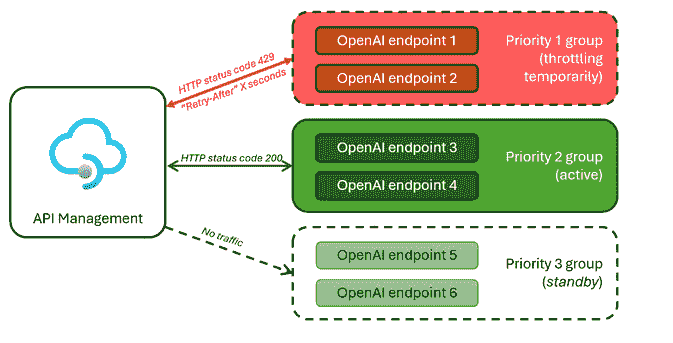 API Management
HTTP status code 429
"Retry-After" X seconds
HTTP status code 200
No traffic
OpenAI endpoint 1
OpenAI endpoint 2
Priority 1 group
(throttling
temporarily)
OpenAI endpoint 3
OpenAI endpoint 4
Priority 2 group
(active)
OpenAI endpoint 5
OpenAI endpoint 6
Priority 3 group
(standby)